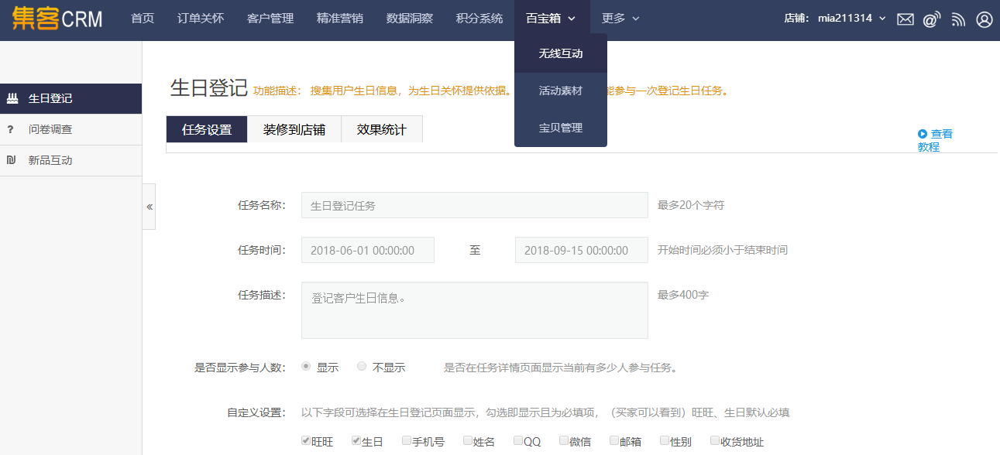 集客CRM 首页 订单关怀 客户管理 精准营销 数据洞察 积分系统 百宝箱 更多 店铺： mia211314
无线互动
活动素材
宝贝管理
生日登记
问卷调查
新品互动
生日登记 功能描述： 搜集用户生日信息，为生日关怀提供依据。 能参与一次登记生日任务。
任务设置 装修到店铺 效果统计
查看
教程
«
任务名称： 生日登记任务 最多20个字符
任务时间： 2018-06-01 00:00:00 至 2018-09-15 00:00:00 开始时间必须小于结束时间
任务描述： 登记客户生日信息。 最多400字
是否显示参与人数： 显示 不显示 是否在任务详情页面显示当前有多少人参与任务。
自定义设置： 以下字段可选择在生日登记页面显示，勾选即显示且为必填项，（买家可以看到）旺旺、生日默认必填
旺旺 生日 手机号 姓名 QQ 微信 邮箱 性别 收货地址